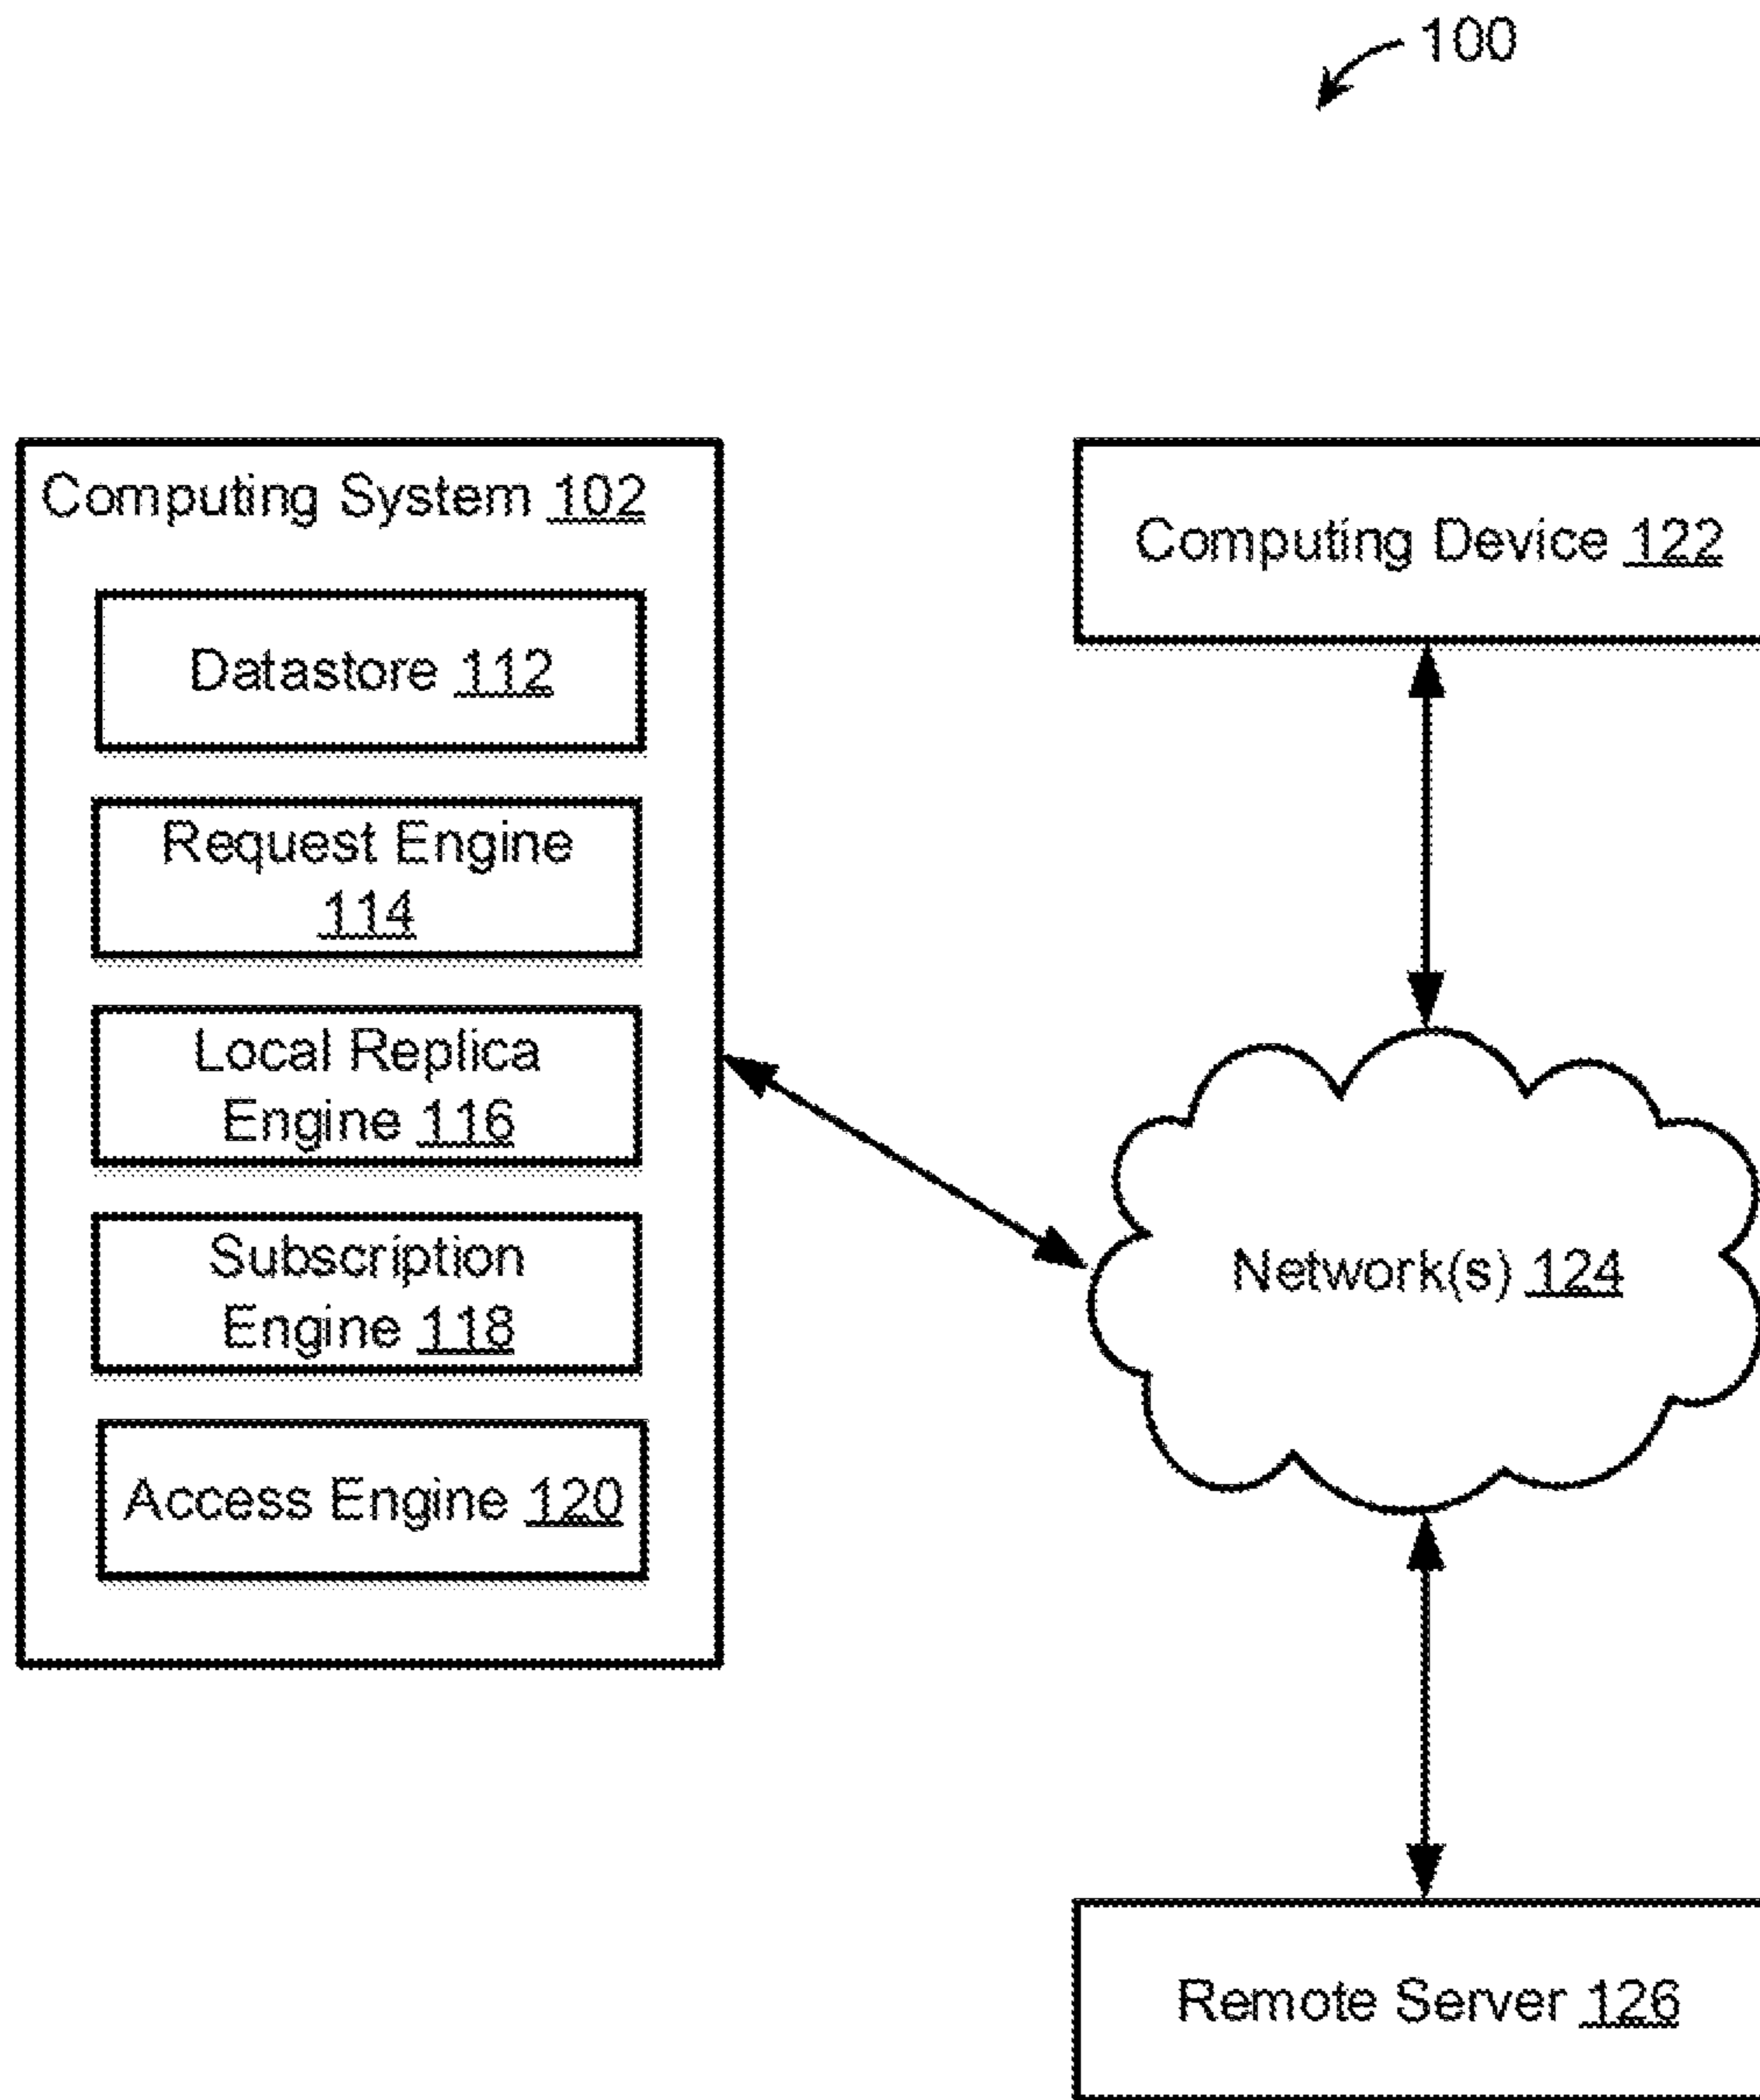 100
Computing System 102
Datastore 112
Request Engine
114
Local Replica
Engine 116
Subscription
Engine 118
Access Engine 120
Computing Device 122
Network(s) 124
Remote Server 126